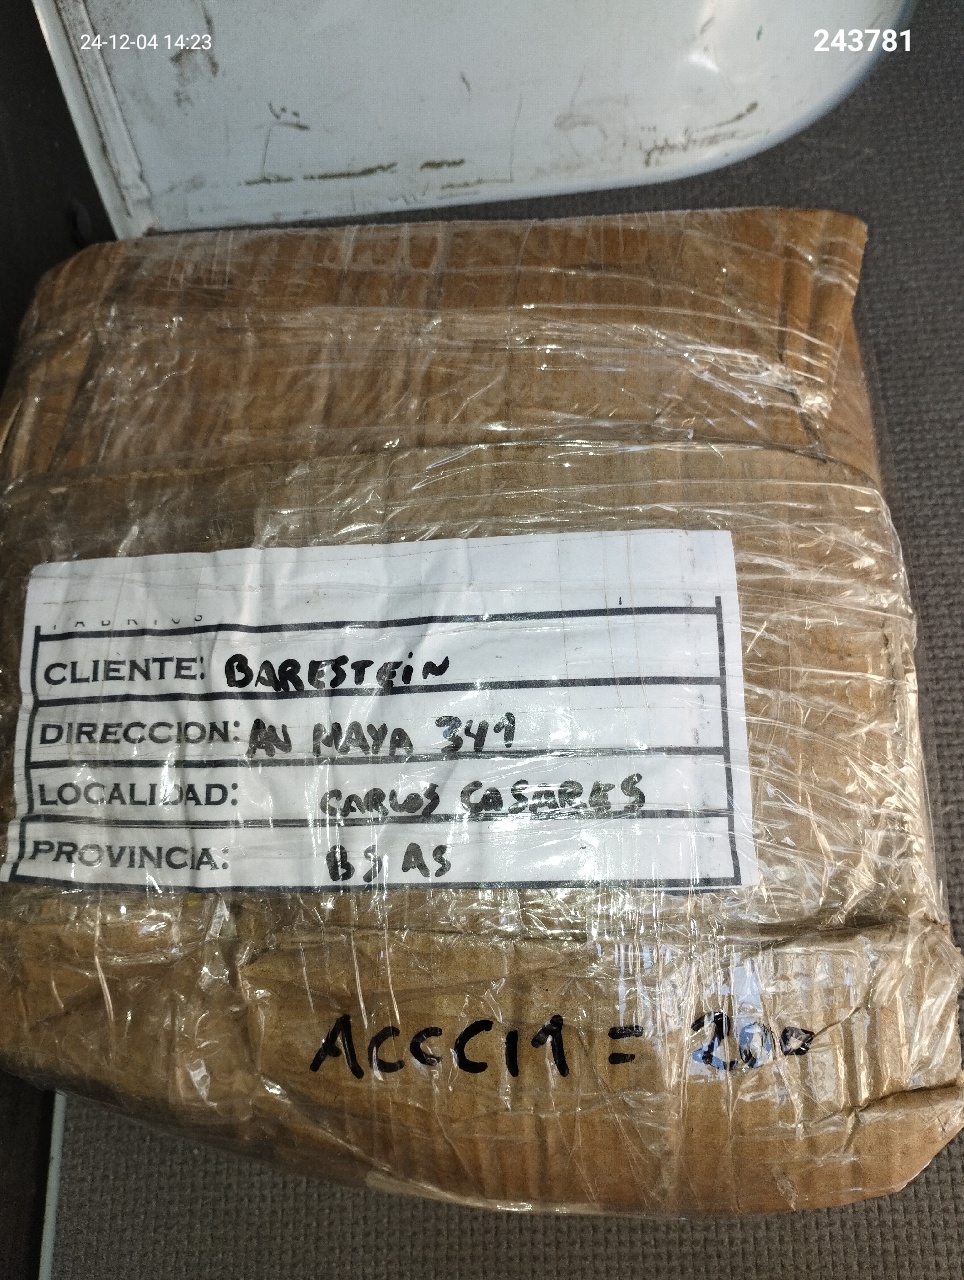 24-12-04 14:23
243781
CLIENTE: BARESTEiN
DIRECCION: AV MAYA 341
LOCALIDAD: CARLOS CASARES
PROVINCIA: BS AS
ACCC19 = 200